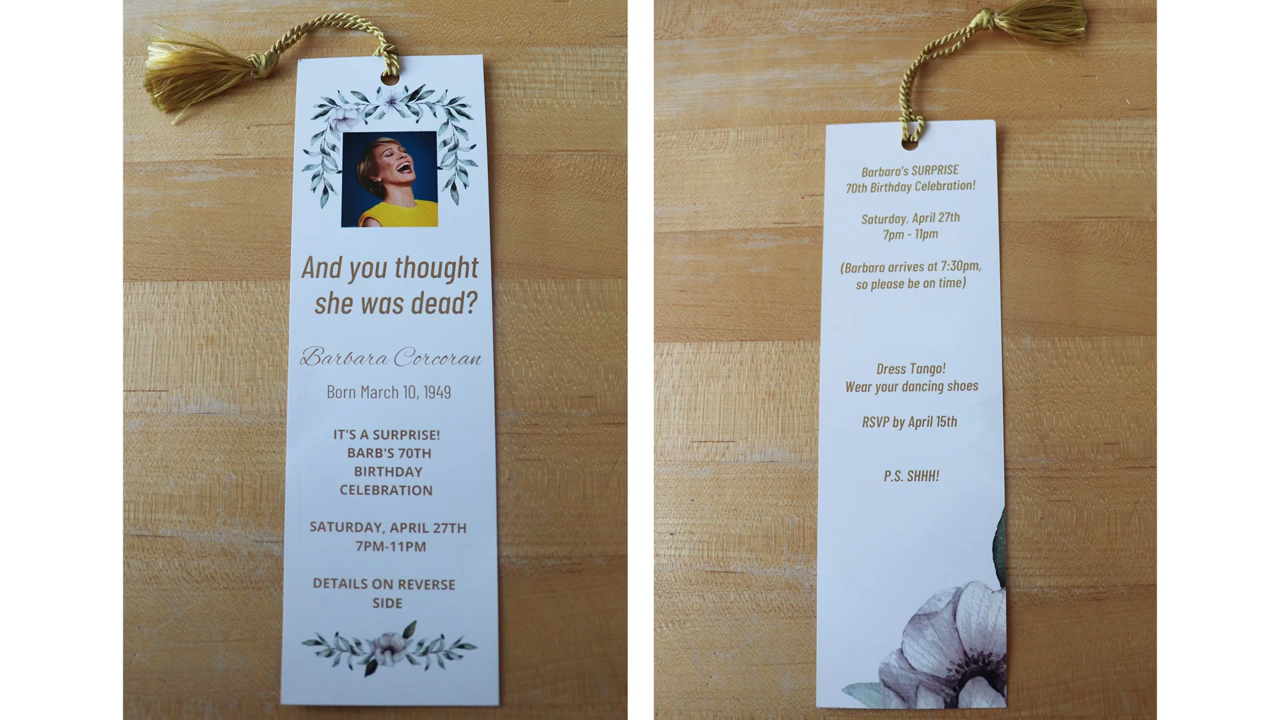 And you thought
she was dead?
Barbara Corcoran
Born March 10, 1949
IT'S A SURPRISE!
BARB'S 70TH
BIRTHDAY
CELEBRATION
SATURDAY, APRIL 27TH
7PM-11PM
DETAILS ON REVERSE
SIDE
Barbara's SURPRISE
70th Birthday Celebration!
Saturday, April 27th
7pm - 11pm
(Barbara arrives at 7:30pm,
so please be on time)
Dress Tango!
Wear your dancing shoes
RSVP by April 15th
P.S. SHHH!